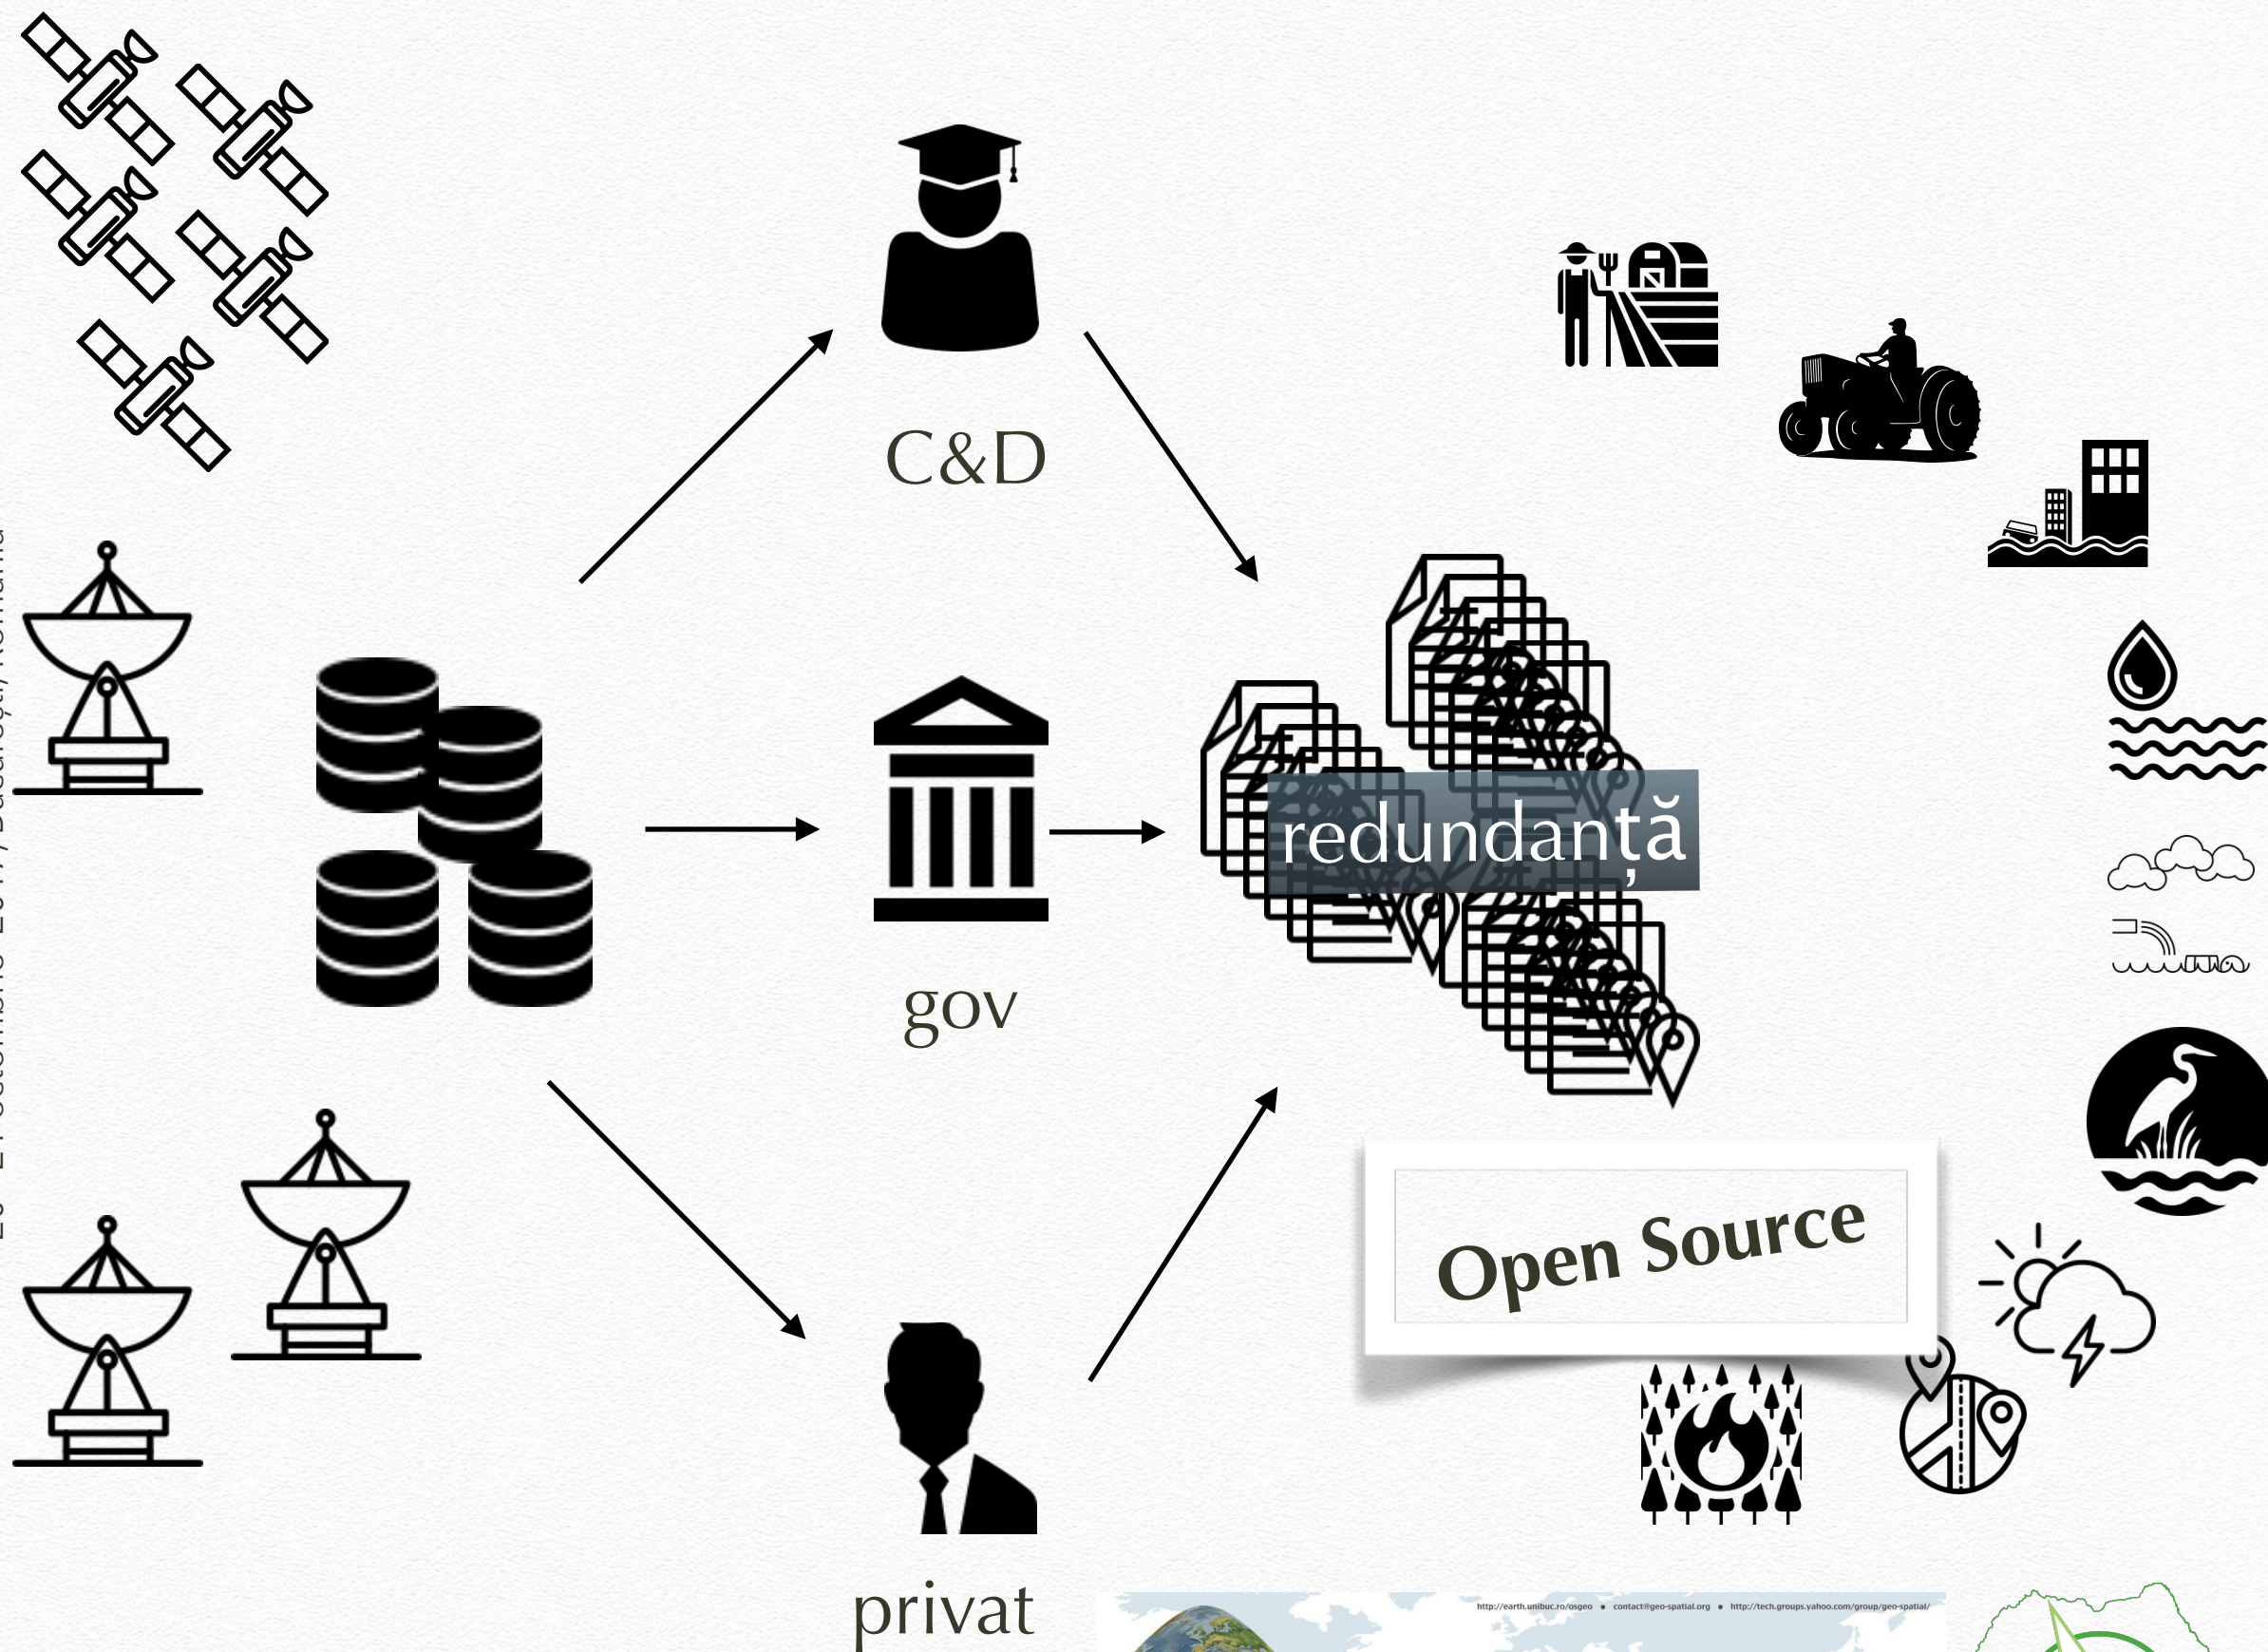 C&D
redundanță
gov
Open Source
privat
http://earth.unibuc.ro/osgeo • contact@geo-spatial.org • http://tech.groups.yahoo.com/group/geo-spatial/